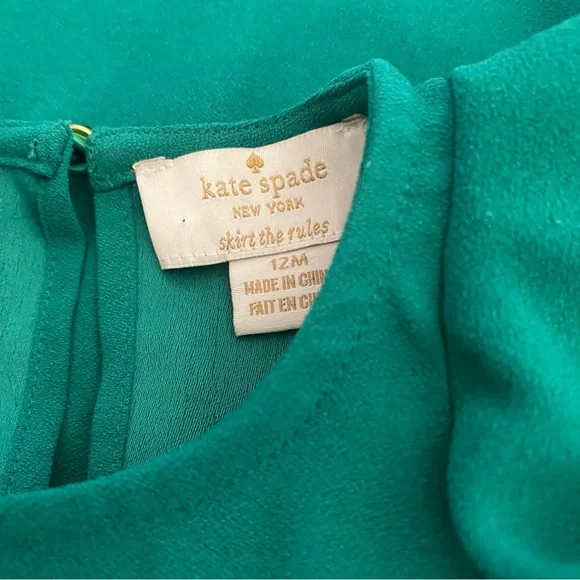 kate spade
NEW YORK
skirt the rules
12M
MADE IN
FAIT EN